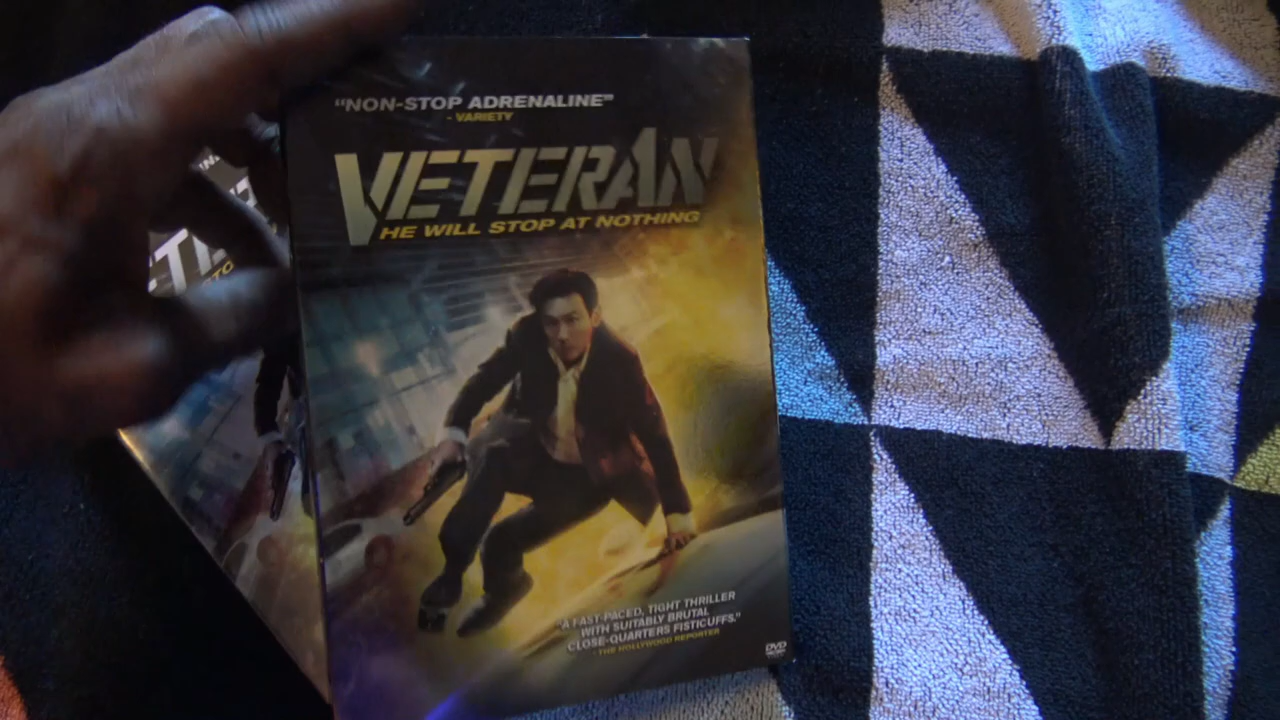 "NON-STOP ADRENALINE"
- VARIETY
VETERAN
HE WILL STOP AT NOTHING
"A FAST-PACED, TIGHT THRILLER
WITH SUITABLY BRUTAL
CLOSE-QUARTERS FISTICUFFS."
- THE HOLLYWOOD REPORTER
DVD